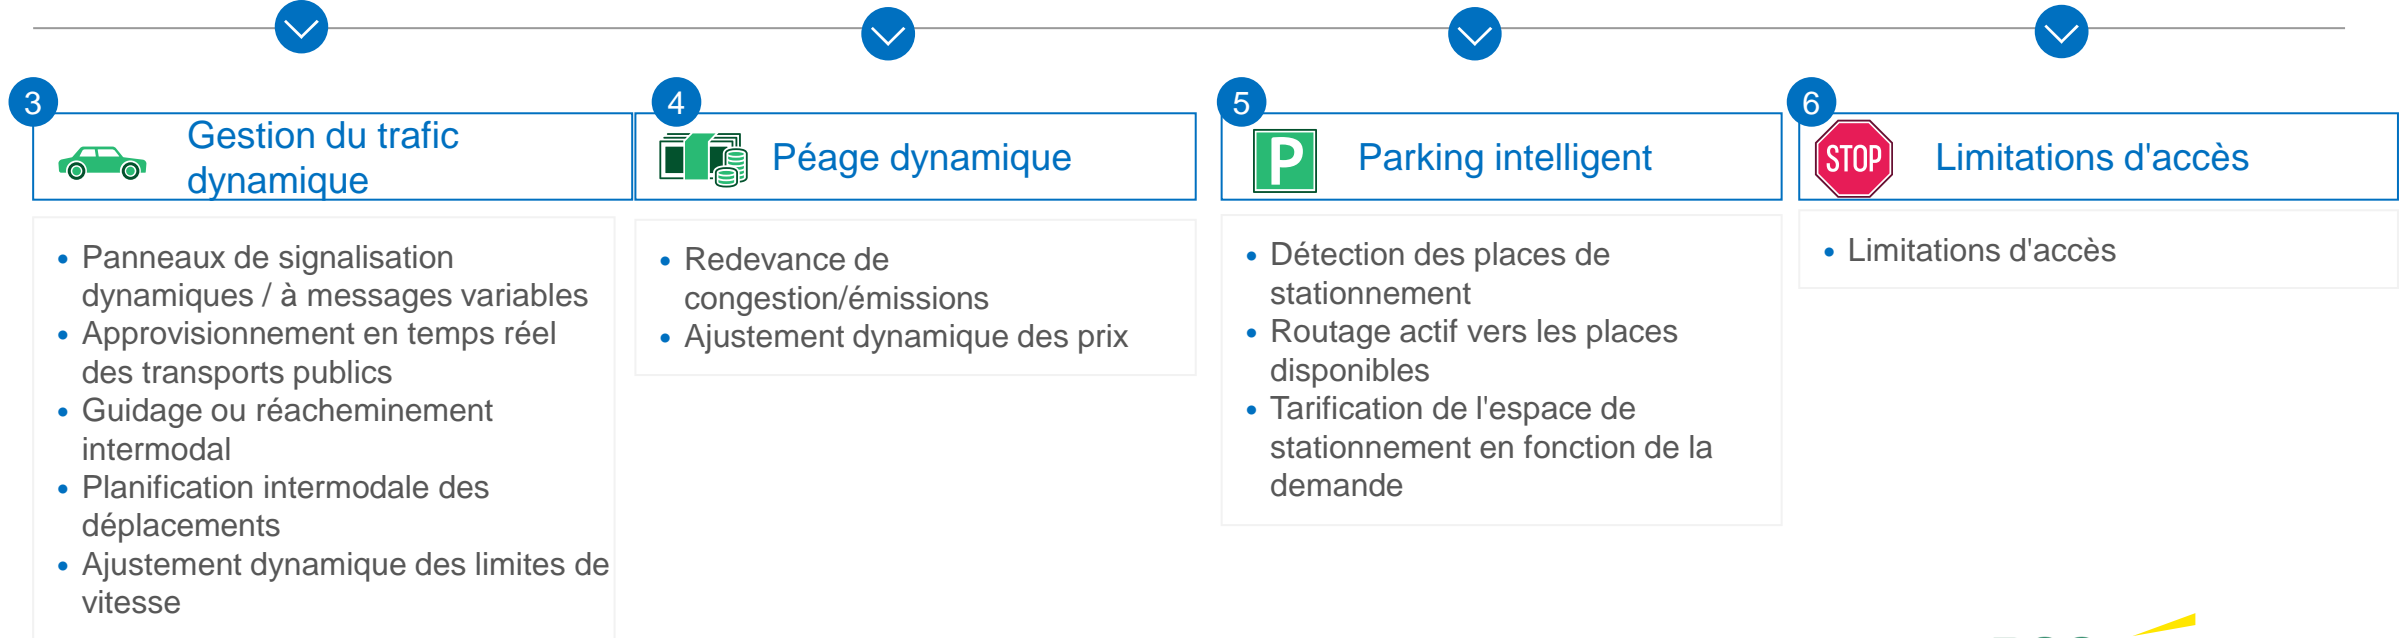 3
Gestion du trafic
dynamique
Panneaux de signalisation
dynamiques / à messages variables
Approvisionnement en temps réel
des transports publics
Guidage ou réacheminement
intermodal
Planification intermodale des
déplacements
Ajustement dynamique des limites de
vitesse
4
Péage dynamique
Redevance de
congestion/émissions
Ajustement dynamique des prix
5
P
Parking intelligent
Détection des places de
stationnement
Routage actif vers les places
disponibles
Tarification de l'espace de
stationnement en fonction de la
demande
6
STOP
Limitations d'accès
Limitations d'accès